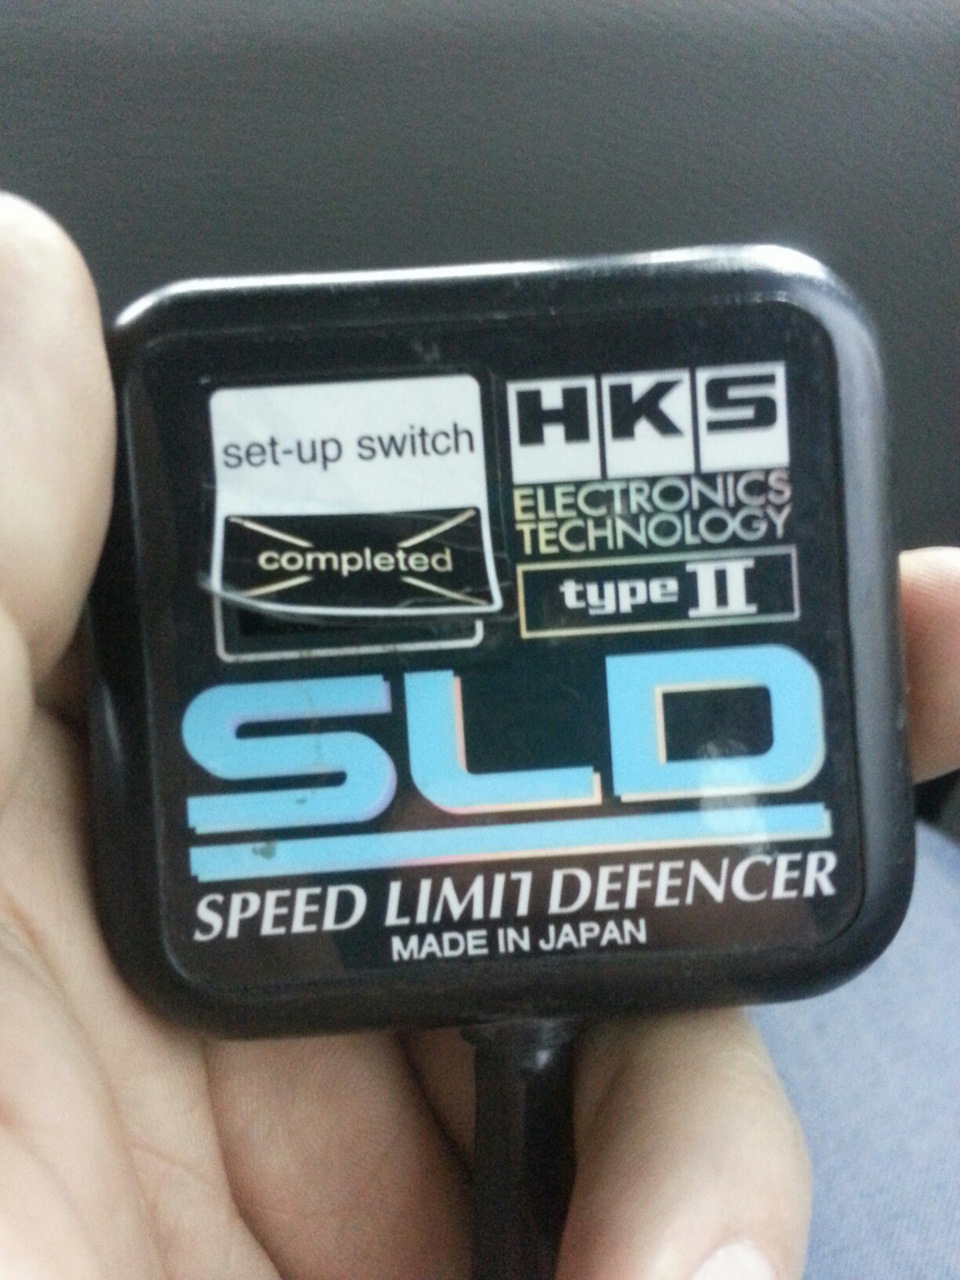 set-up switch
completed
HKS
ELECTRONICS
TECHNOLOGY
type II
SLD
SPEED LIMIT DEFENCER
MADE IN JAPAN